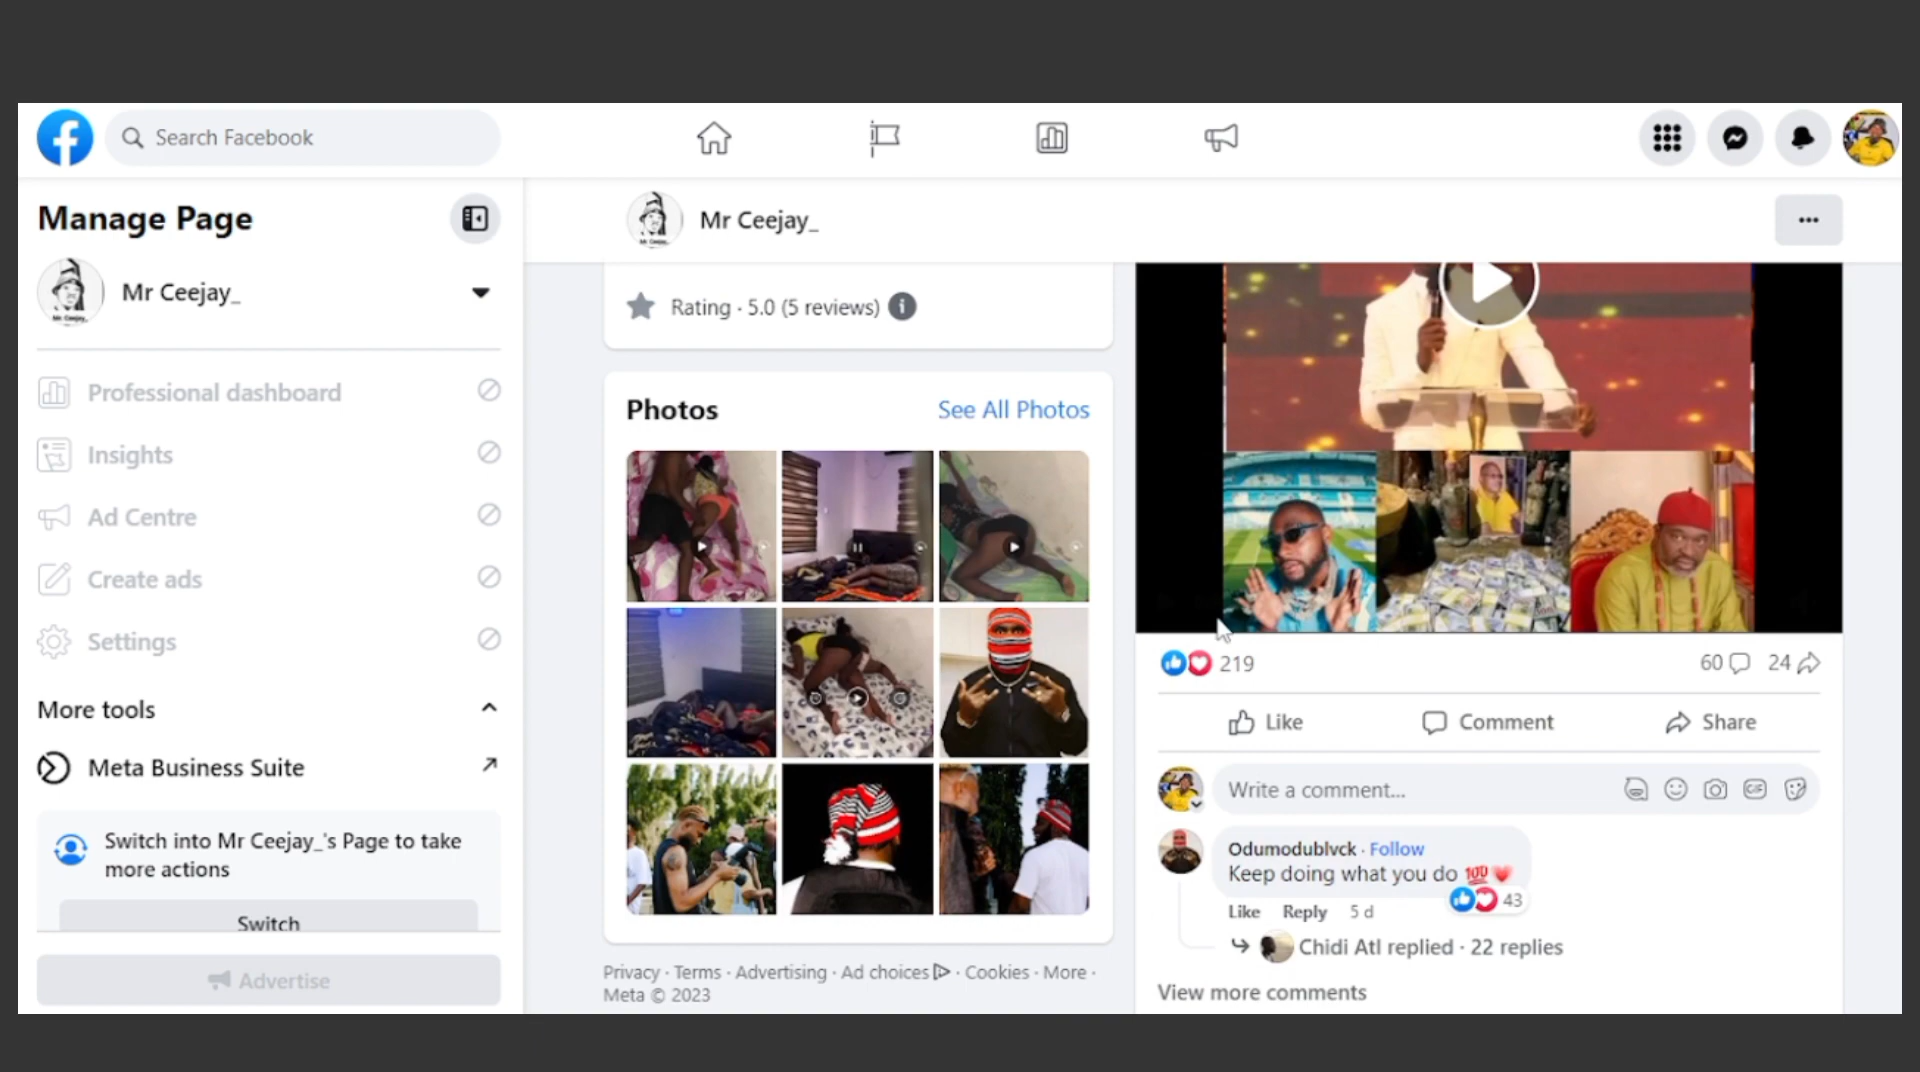 Search Facebook
Manage Page
Mr Ceejay_
Professional dashboard
Insights
Ad Centre
Create ads
Settings
More tools
Meta Business Suite
Switch into Mr Ceejay_'s Page to take
more actions
Switch
Advertise
Mr Ceejay_
Rating · 5.0 (5 reviews)
Photos
See All Photos
Privacy · Terms · Advertising · Ad choices · Cookies · More ·
Meta © 2023
219
60
24
Like
Comment
Share
Write a comment...
GIF
Odumodublvck · Follow
Keep doing what you do 💯❤️
43
Like Reply 5 d
Chidi Atl replied · 22 replies
View more comments